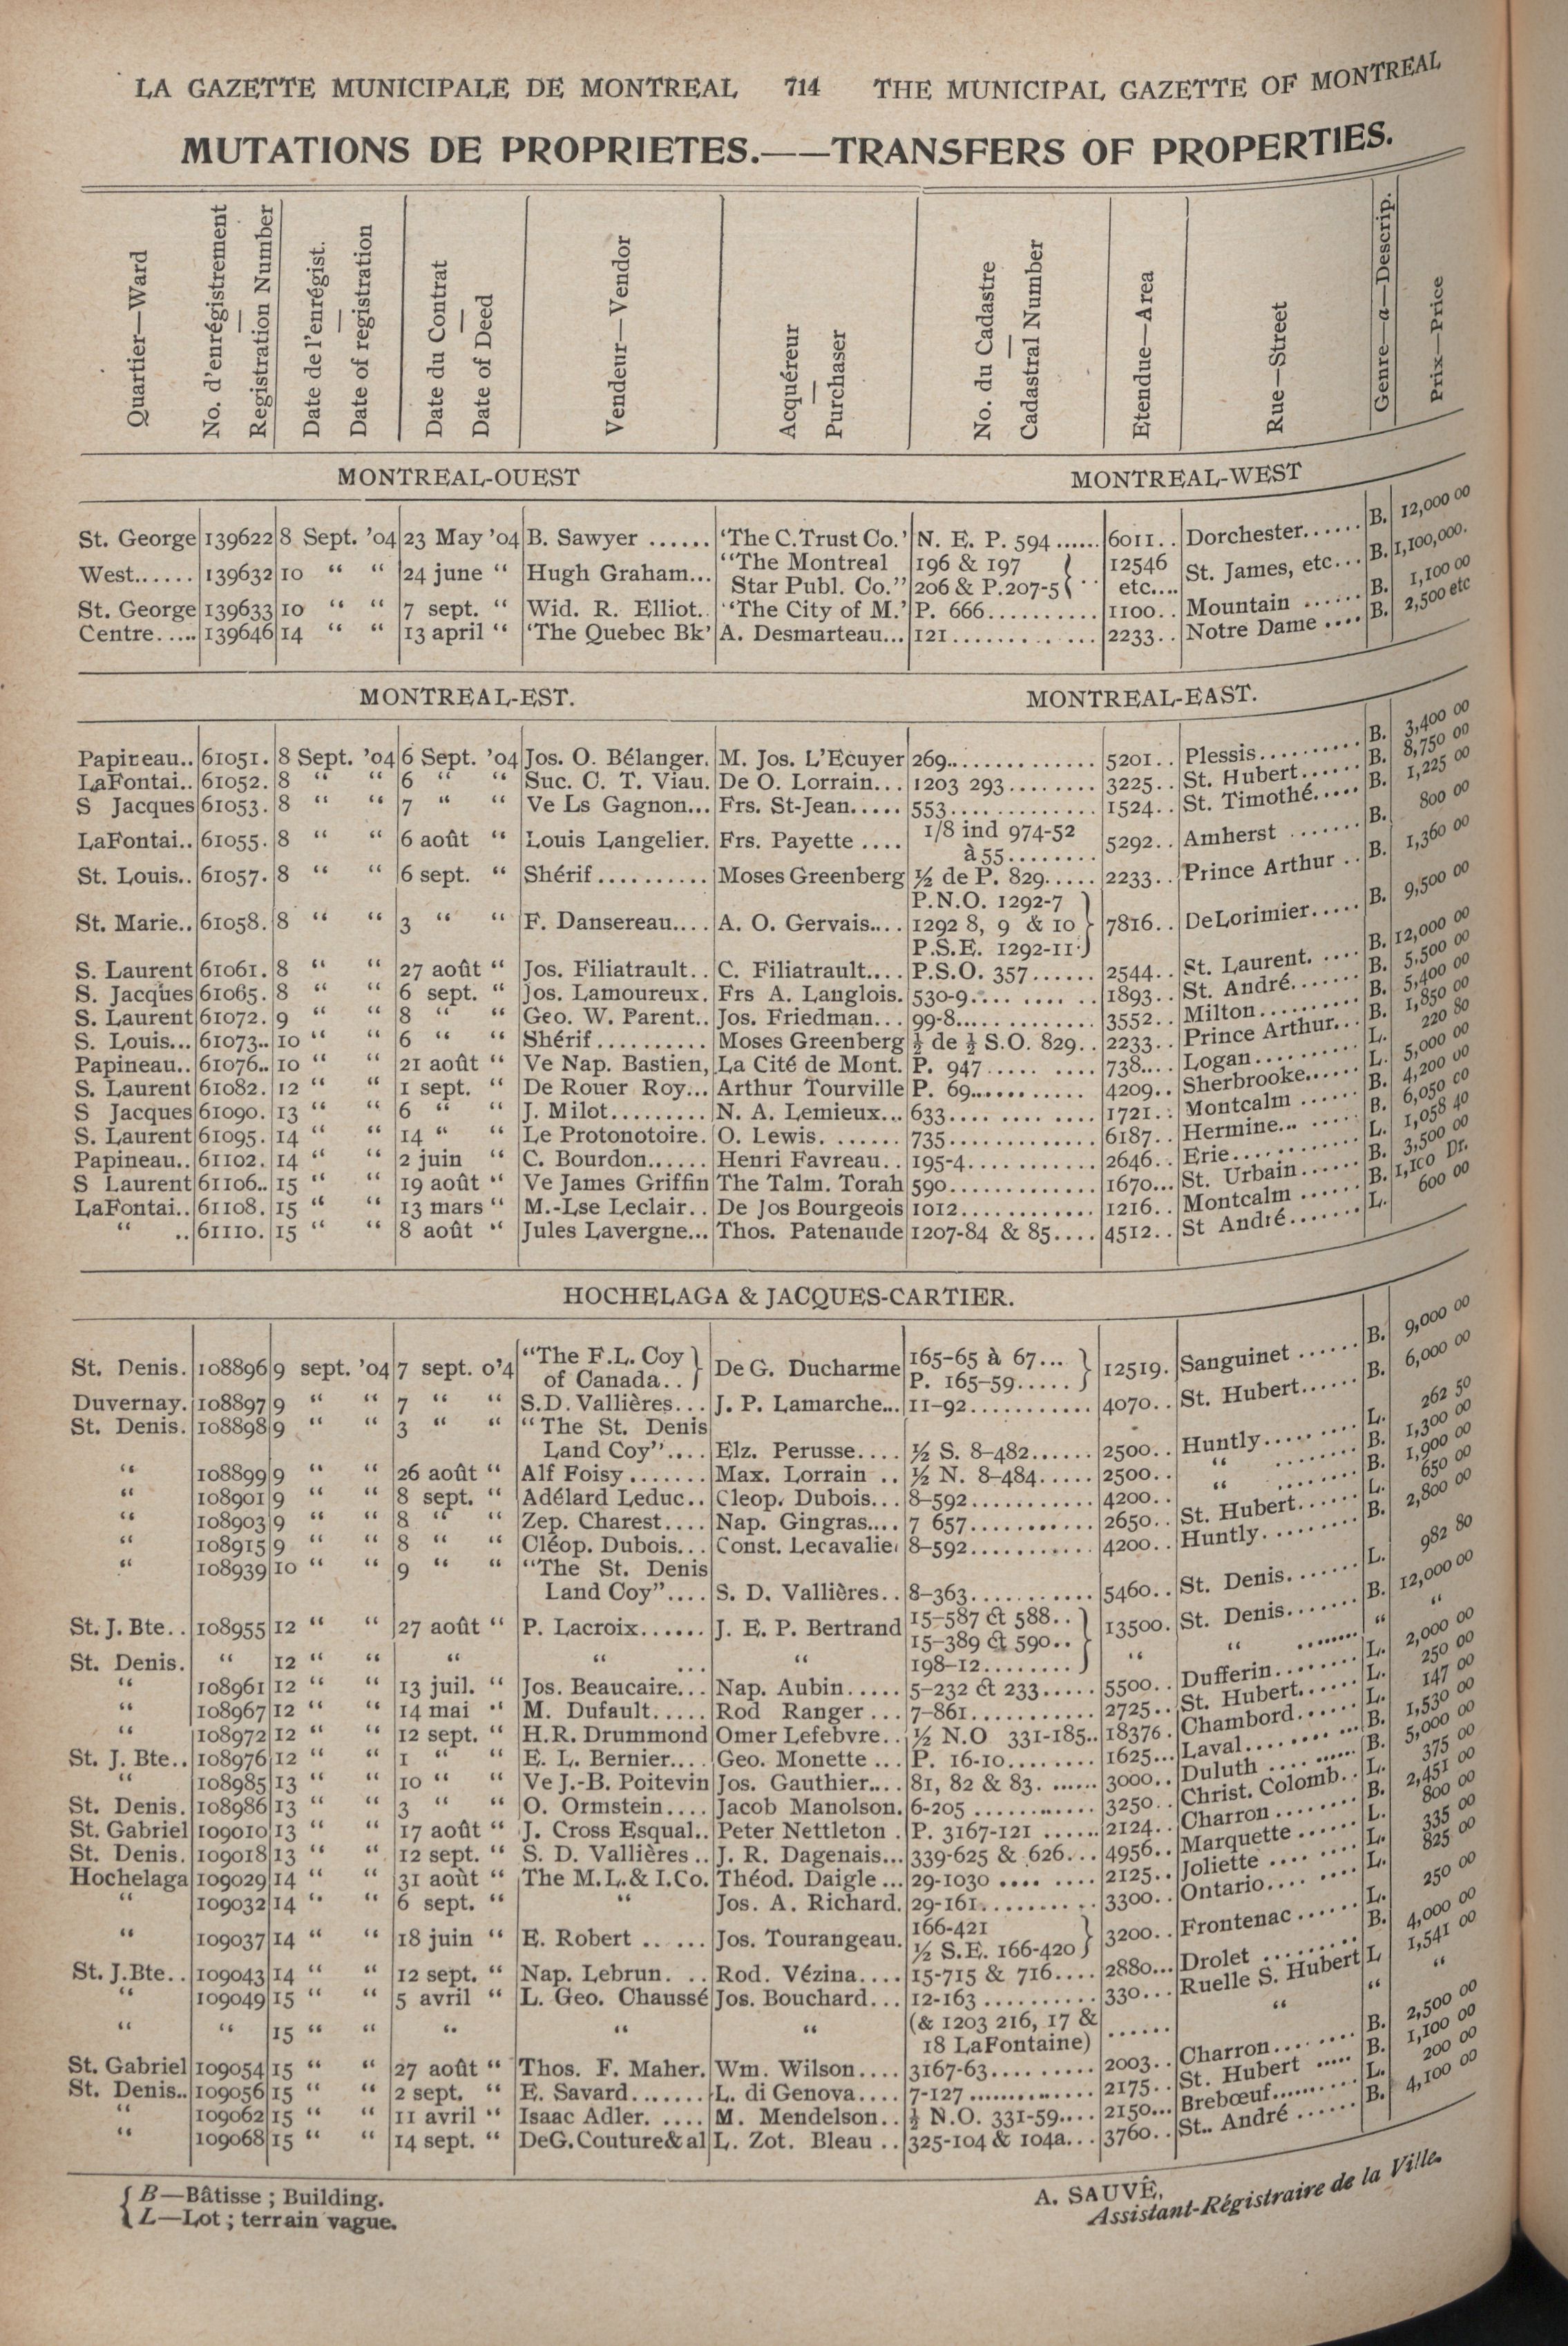 LA GAZETTE MUNICIPALE DE MONTREAL 714 THE MUNICIPAL GAZETTE OF MONTREAL
MUTATIONS DE PROPRIETES.——TRANSFERS OF PROPERTIES.
Quartier—Ward
No. d'enrégistrement — Registration Number
Date de l'enrégist. — Date of registration
Date du Contrat — Date of Deed
Vendeur—Vendor
Acquéreur — Purchaser
No. du Cadastre — Cadastral Number
Etendue—Area
Rue—Street
Genre—a—Descrip.
Prix—Price
MONTREAL-OUEST MONTREAL-WEST
St. George 139622 8 Sept. '04 23 May '04 B. Sawyer ...... 'The C.Trust Co.' N. E. P. 594 ...... 6011.. Dorchester...... B. 12,000 00
West...... 139632 10 “ “ 24 june “ Hugh Graham... "The Montreal 196 & 197 12546 St. James, etc... B. 1,100,000.
Star Publ. Co." 206 & P.207-5 etc....
St. George 139633 10 “ “ 7 sept. “ Wid. R. Elliot.. 'The City of M.' P. 666.......... 1100.. Mountain ...... B. 1,100 00
Centre..... 139646 14 “ “ 13 april “ 'The Quebec Bk' A. Desmarteau... 121............. 2233.. Notre Dame .... B. 2,500 etc
MONTREAL-EST. MONTREAL-EAST.
Papineau.. 61051. 8 Sept. '04 6 Sept. '04 Jos. O. Bélanger. M. Jos. L'Ecuyer 269.............. 5201.. Plessis.......... B. 3,400 00
LaFontai.. 61052. 8 “ “ 6 “ “ Suc. C. T. Viau. De O. Lorrain... 1203 293........ 3225.. St. Hubert...... B. 8,750 00
S Jacques 61053. 8 “ “ 7 “ “ Ve Ls Gagnon... Frs. St-Jean..... 553............. 1524.. St. Timothé..... B. 1,225 00
LaFontai.. 61055. 8 “ “ 6 août “ Louis Langelier. Frs. Payette .... 1/8 ind 974-52 5292.. Amherst ....... B. 800 00
à 55........
St. Louis.. 61057. 8 “ “ 6 sept. “ Shérif.......... Moses Greenberg ½ de P. 829..... 2233.. Prince Arthur .. B. 1,360 00
P.N.O. 1292-7
St. Marie.. 61058. 8 “ “ 3 “ “ F. Dansereau.... A. O. Gervais.... 1292 8, 9 & 10 7816.. DeLorimier..... B. 9,500 00
P.S.E. 1292-11
S. Laurent 61061. 8 “ “ 27 août “ Jos. Filiatrault.. C. Filiatrault.... P.S.O. 357...... 2544.. St. Laurent. .... B. 12,000 00
S. Jacques 61065. 8 “ “ 6 sept. “ Jos. Lamoureux. Frs A. Langlois. 530-9.... .... .. 1893.. St. André....... B. 5,500 00
S. Laurent 61072. 9 “ “ 8 “ “ Geo. W. Parent.. Jos. Friedman... 99-8............. 3552.. Milton.......... B. 5,400 00
S. Louis... 61073.. 10 “ “ 6 “ “ Shérif.......... Moses Greenberg ½ de ½ S.O. 829.. 2233.. Prince Arthur... B. 1,850 00
Papineau.. 61076.. 10 “ “ 21 août “ Ve Nap. Bastien, La Cité de Mont. P. 947..... .... 738... Logan.......... L. 220 80
S. Laurent 61082. 12 “ “ 1 sept. “ De Rouer Roy... Arthur Tourville P. 69........... 4209.. Sherbrooke...... L. 5,000 00
S Jacques 61090. 13 “ “ 6 “ “ J. Milot......... N. A. Lemieux... 633.... .... .... 1721.. Montcalm ...... B. 4,200 00
S. Laurent 61095. 14 “ “ 14 “ “ Le Protonotoire. O. Lewis. ...... 735............. 6187.. Hermine... ..... B. 6,050 00
Papineau.. 61102. 14 “ “ 2 juin “ C. Bourdon...... Henri Favreau.. 195-4............ 2646.. Erie............ L. 1,058 40
S Laurent 61106.. 15 “ “ 19 août “ Ve James Griffin The Talm. Torah 590............. 1670... St. Urbain...... B. 3,500 00
LaFontai.. 61108. 15 “ “ 13 mars “ M.-Lse Leclair.. De Jos Bourgeois 1012............ 1216.. Montcalm ...... B. 1,100 Dr.
“ .. 61110. 15 “ “ 8 août “ Jules Lavergne... Thos. Patenaude 1207-84 & 85.... 4512.. St André....... L. 600 00
HOCHELAGA & JACQUES-CARTIER.
St. Denis. 108896 9 sept. '04 7 sept. o'4 "The F.L. Coy of Canada.. De G. Ducharme 165-65 à 67... 12519. Sanguinet ...... B. 9,000 00
P. 165-59.....
Duvernay. 108897 9 “ “ 7 “ “ S.D. Vallières... J. P. Lamarche... 11-92........... 4070.. St. Hubert...... B. 6,000 00
St. Denis. 108898 9 “ “ 3 “ “ "The St. Denis
Land Coy".... Elz. Perusse.... ½ S. 8-482...... 2500.. Huntly........ L. 262 50
“ 108899 9 “ “ 26 août “ Alf Foisy....... Max. Lorrain .. ½ N. 8-484..... 2500.. “ ....... B. 1,300 00
“ 108901 9 “ “ 8 sept. “ Adélard Leduc.. Cleop. Dubois... 8-592........... 4200.. “ ....... B. 1,900 00
“ 108903 9 “ “ 8 “ “ Zep. Charest.... Nap. Gingras.... 7 657........... 2650.. St. Hubert...... L. 650 00
“ 108915 9 “ “ 8 “ “ Cléop. Dubois... Const. Lecavalier 8-592........... 4200.. Huntly......... B. 2,800 00
“ 108939 10 “ “ 9 “ “ "The St. Denis
Land Coy".... S. D. Vallières.. 8-363........... 5460.. St. Denis....... L. 982 80
St. J. Bte.. 108955 12 “ “ 27 août “ P. Lacroix...... J. E. P. Bertrand 15-587 ct 588.. 13500. St. Denis....... B. 12,000 00
15-389 ct 590..
St. Denis. “ 12 “ “ “ “ ... “ 198-12........ “ “ ........ “ “
“ 108961 12 “ “ 13 juil. “ Jos. Beaucaire... Nap. Aubin..... 5-232 ct 233..... 5500.. Dufferin........ L. 2,000 00
“ 108967 12 “ “ 14 mai “ M. Dufault..... Rod Ranger ... 7-861........... 2725.. St. Hubert...... L. 250 00
“ 108972 12 “ “ 12 sept. “ H.R. Drummond Omer Lefebvre.. ½ N.O 331-185.. 18376. Chambord...... L. 147 00
St. J. Bte.. 108976 12 “ “ 1 “ “ E. L. Bernier.... Geo. Monette ... P. 16-10........ 1625... Laval........... B. 1,530 00
“ 108985 13 “ “ 10 “ “ Ve J.-B. Poitevin Jos. Gauthier.... 81, 82 & 83. ...... 3000.. Duluth ...... B. 5,000 00
St. Denis. 108986 13 “ “ 3 “ “ O. Ormstein.... Jacob Manolson. 6-205 ........... 3250.. Christ. Colomb.. L. 375 00
St. Gabriel 109010 13 “ “ 17 août “ J. Cross Esqual.. Peter Nettleton . P. 3167-121 ...... 2124.. Charron ........ B. 2,451 00
St. Denis. 109018 13 “ “ 12 sept. “ S. D. Vallières .. J. R. Dagenais... 339-625 & 626... 4956.. Marquette ...... L. 800 00
Hochelaga 109029 14 “ “ 31 août “ The M.L.& I.Co. Théod. Daigle ... 29-1030 .... .... 2125.. Joliette .... .... L. 335 00
“ 109032 14 “ “ 6 sept. “ “ Jos. A. Richard. 29-161.......... 3300.. Ontario.... .... L. 825 00
“ 109037 14 “ “ 18 juin “ E. Robert .. ... Jos. Tourangeau. 166-421 ½ S.E. 166-420 3200.. Frontenac ...... L. 250 00
St. J.Bte.. 109043 14 “ “ 12 sept. “ Nap. Lebrun. .. Rod. Vézina.... 15-715 & 716.... 2880... Drolet ......... B. 4,000 00
“ 109049 15 “ “ 5 avril “ L. Geo. Chaussé Jos. Bouchard... 12-163 .......... 330... Ruelle S. Hubert L 1,541 00
“ “ 15 “ “ “ “ “ (& 1203 216, 17 & ...... “ “ “
18 LaFontaine)
St. Gabriel 109054 15 “ “ 27 août “ Thos. F. Maher. Wm. Wilson.... 3167-63......... 2003.. Charron........ B. 2,500 00
St. Denis.. 109056 15 “ “ 2 sept. “ E. Savard....... L. di Genova.... 7-127 ........... 2175.. St. Hubert ..... B. 1,100 00
“ 109062 15 “ “ 11 avril “ Isaac Adler. .... M. Mendelson.. ½ N.O. 331-59.... 2150... Brebœuf......... L. 200 00
“ 109068 15 “ “ 14 sept. “ DeG.Couture& al L. Zot. Bleau .. 325-104 & 104a... 3760.. St.. André ...... B. 4,100 00
B—Bâtisse ; Building.
L—Lot ; terrain vague.
A. SAUVÉ,
Assistant-Régistraire de la Ville.